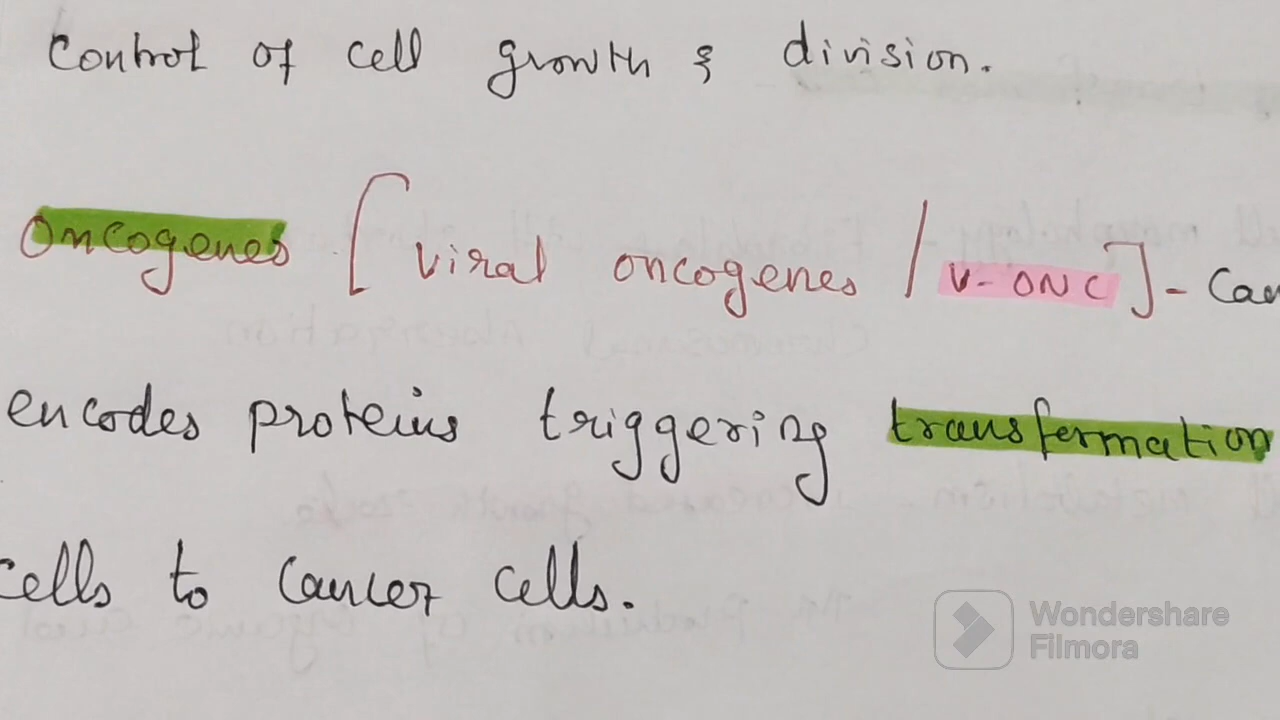 Control of cell growth & division.
Oncogenes [ viral oncogenes / V-ONC ] - Can
encodes proteins triggering transformation
cells to cancer cells.
Wondershare
Filmora